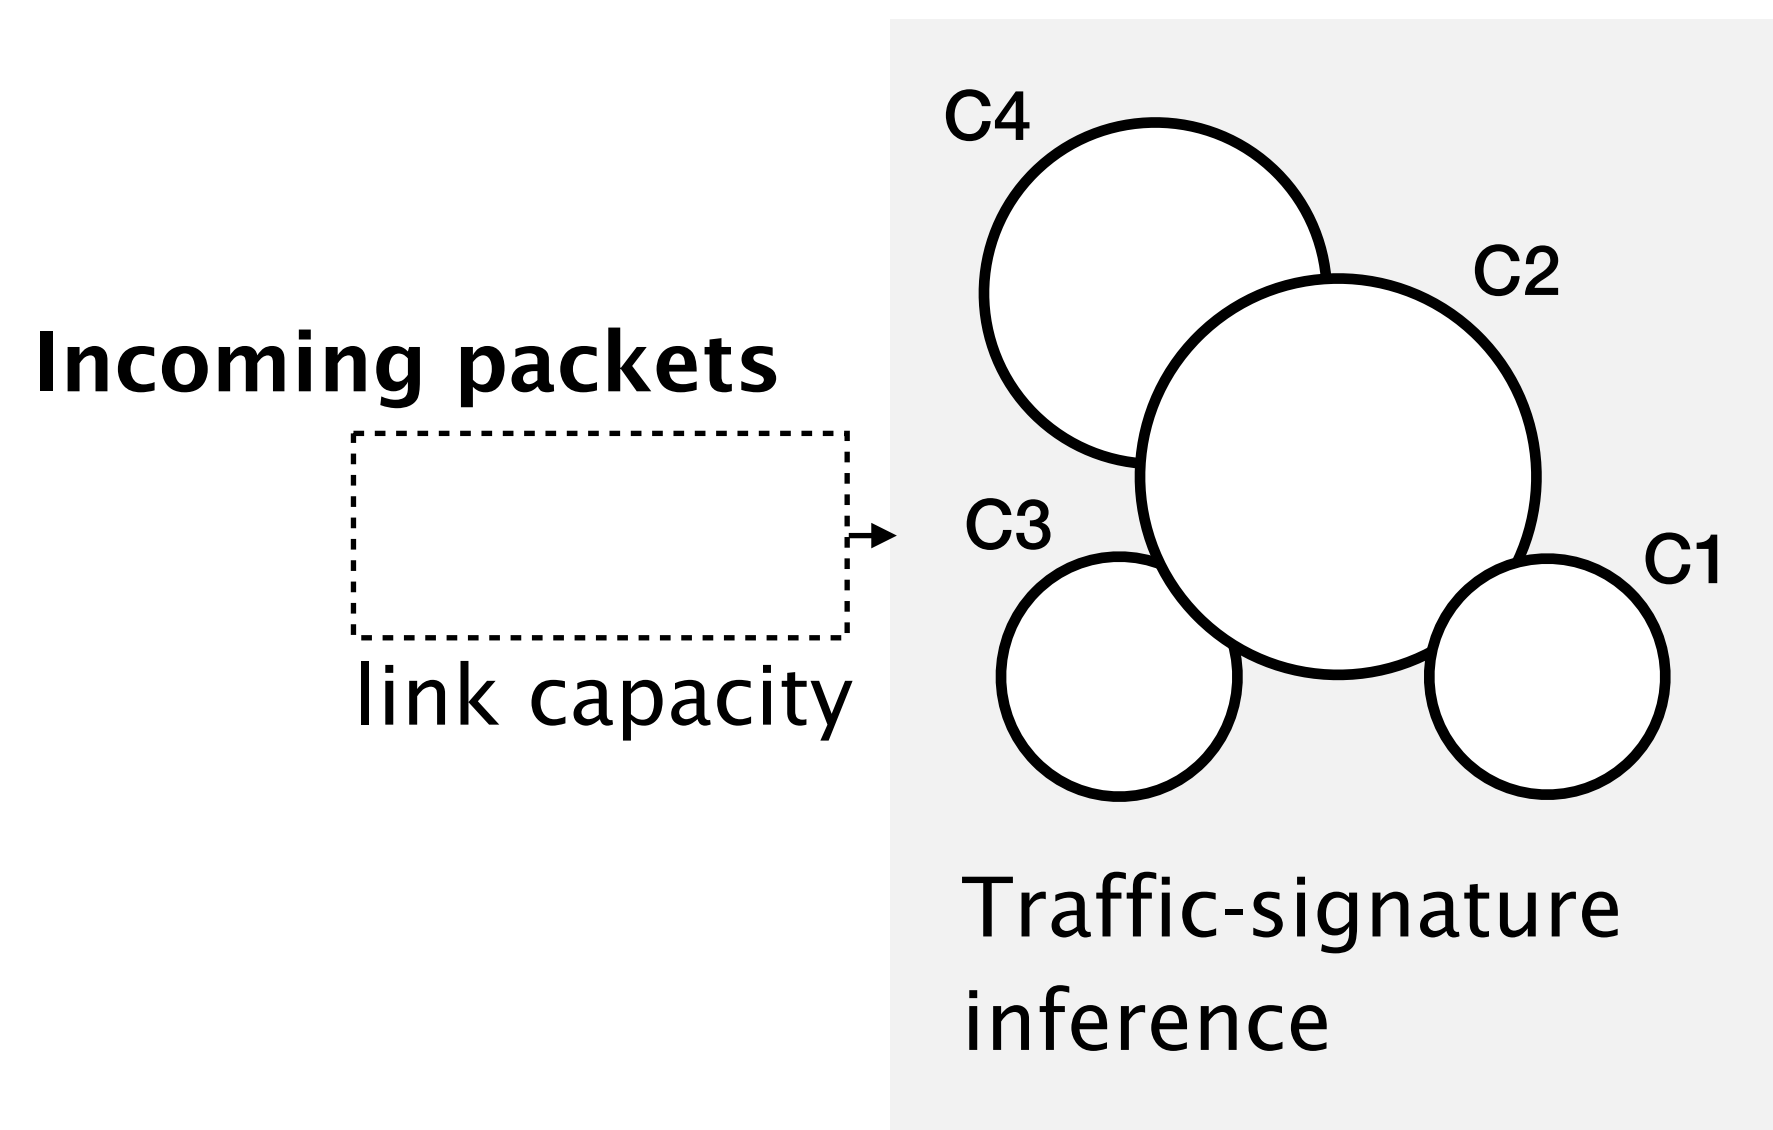 Incoming packets
link capacity
C4
C2
C3
C1
Traffic-signature
inference